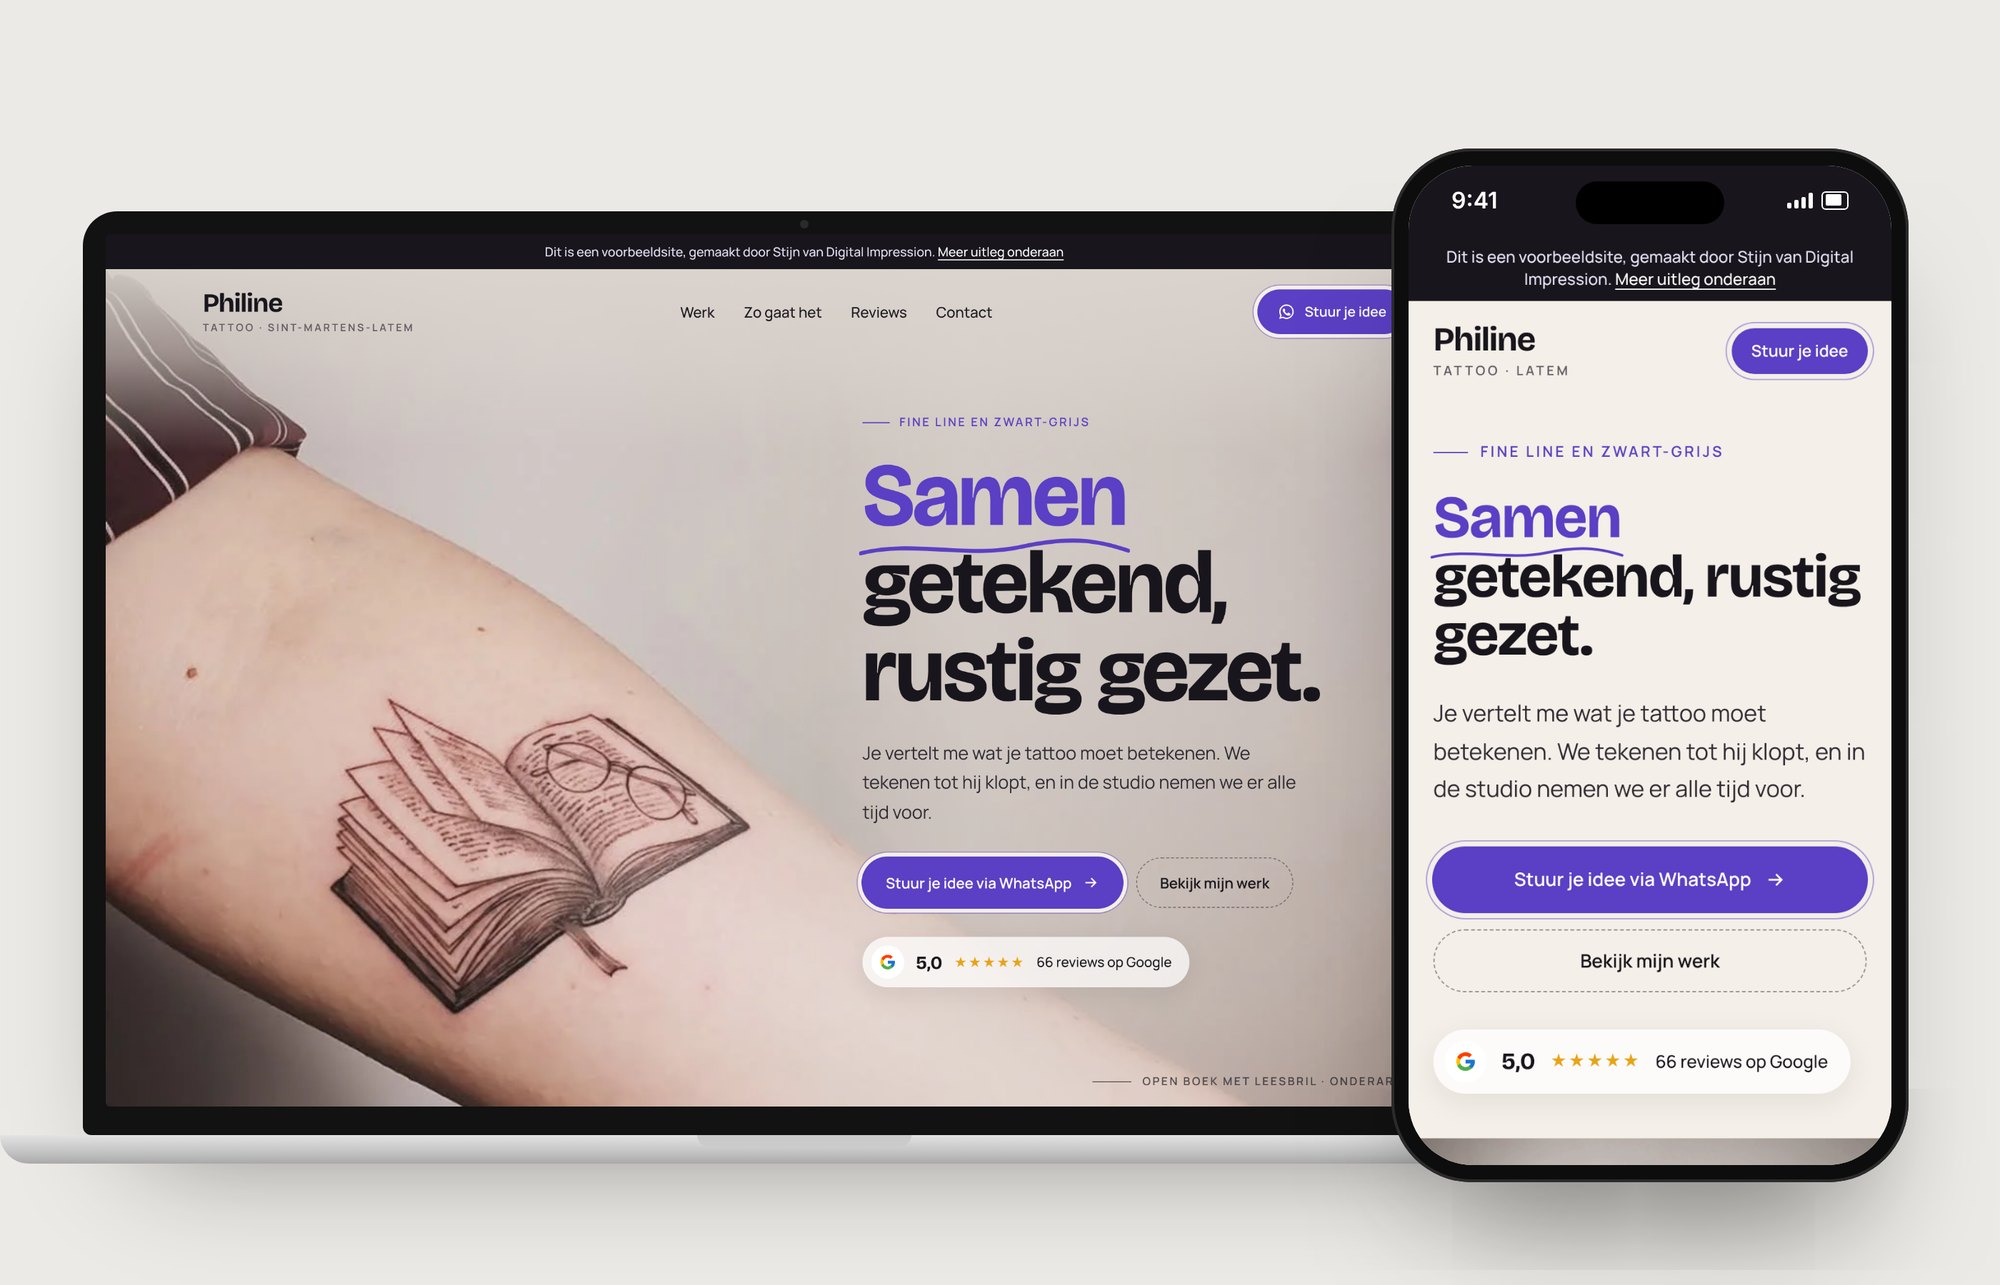 Dit is een voorbeeldsite, gemaakt door Stijn van Digital Impression. Meer uitleg onderaan
Philine
TATTOO · SINT-MARTENS-LATEM
Werk
Zo gaat het
Reviews
Contact
Stuur je idee
FINE LINE EN ZWART-GRIJS
Samen
getekend,
rustig gezet.
Je vertelt me wat je tattoo moet betekenen. We
tekenen tot hij klopt, en in de studio nemen we er alle
tijd voor.
Stuur je idee via WhatsApp →
Bekijk mijn werk
5,0 ★★★★★ 66 reviews op Google
OPEN BOEK MET LEESBRIL · ONDERAR
9:41
Dit is een voorbeeldsite, gemaakt door Stijn van Digital
Impression. Meer uitleg onderaan
Philine
TATTOO · LATEM
Stuur je idee
FINE LINE EN ZWART-GRIJS
Samen
getekend, rustig
gezet.
Je vertelt me wat je tattoo moet
betekenen. We tekenen tot hij klopt, en in
de studio nemen we er alle tijd voor.
Stuur je idee via WhatsApp →
Bekijk mijn werk
5,0 ★★★★★ 66 reviews op Google